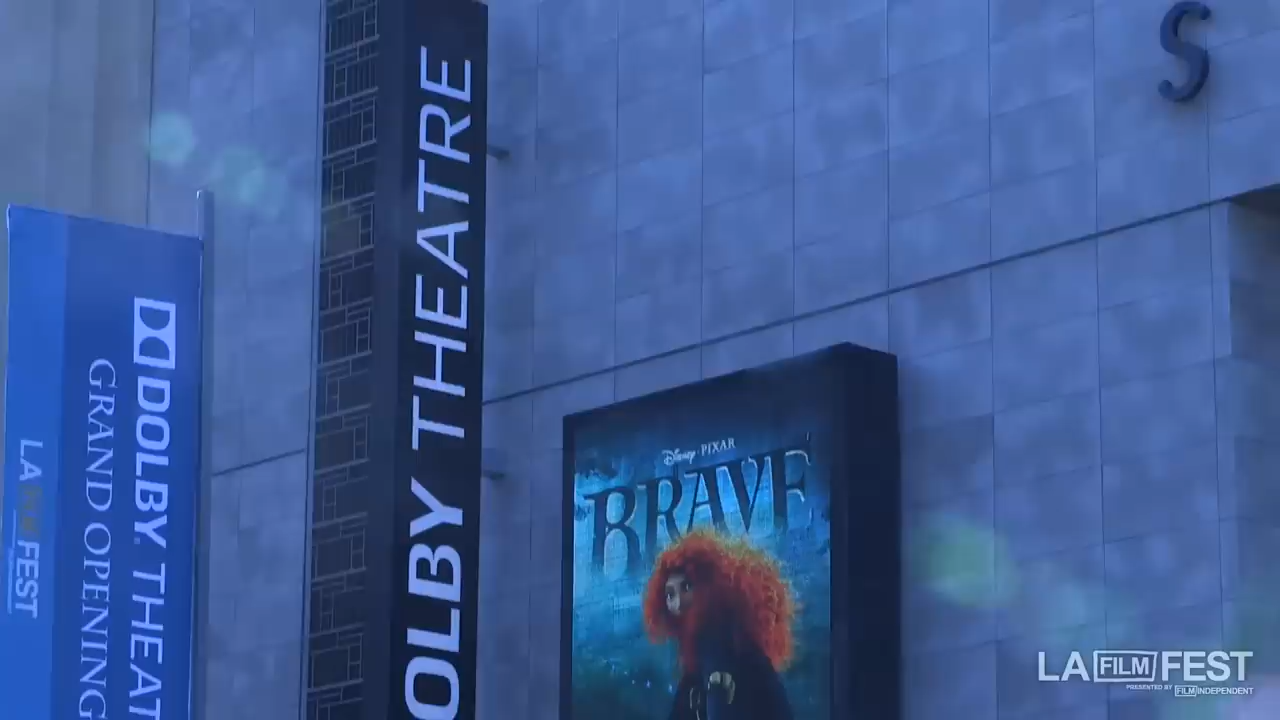 S
DOLBY THEAT
GRAND OPENING
LA FILM FEST
OLBY THEATRE
Disney · PIXAR
BRAVE
LA FILM FEST
PRESENTED BY FILM INDEPENDENT